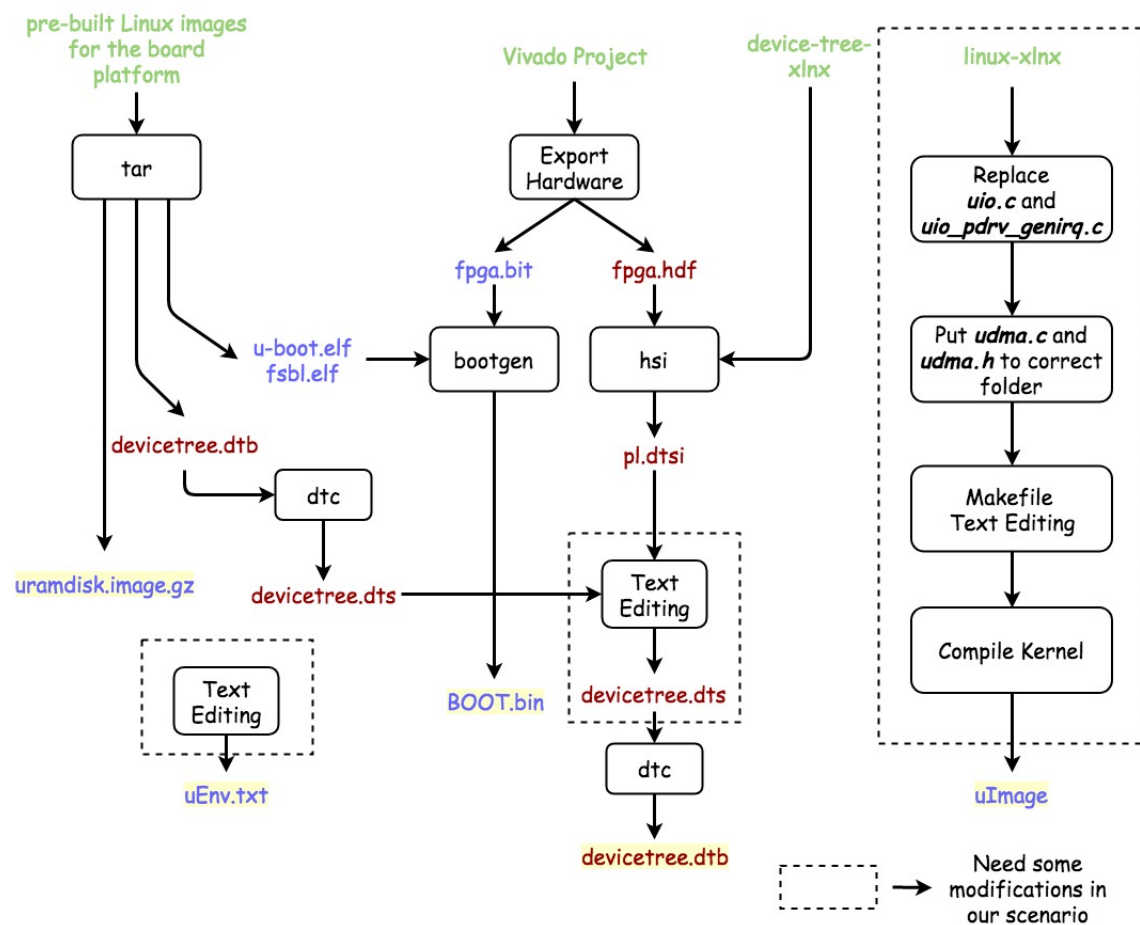 pre-built Linux images
for the board
platform
Vivado Project
device-tree-
xlnx
linux-xlnx
tar
Export
Hardware
Replace
uio.c and
uio_pdrv_genirq.c
fpga.bit
fpga.hdf
u-boot.elf
fsbl.elf
bootgen
hsi
Put udma.c and
udma.h to correct
folder
devicetree.dtb
pl.dtsi
dtc
Makefile
Text Editing
uramdisk.image.gz
devicetree.dts
Text
Editing
Compile Kernel
Text
Editing
BOOT.bin
devicetree.dts
uEnv.txt
dtc
uImage
devicetree.dtb
Need some
modifications in
our scenario